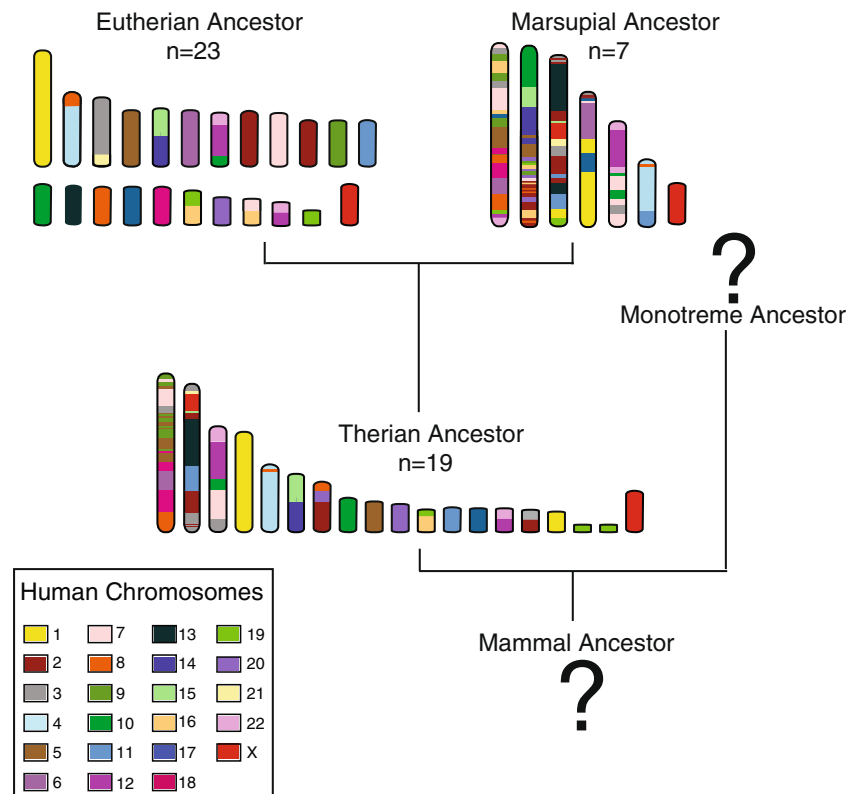 Eutherian Ancestor
n=23
Marsupial Ancestor
n=7
?
Monotreme Ancestor
Therian Ancestor
n=19
Mammal Ancestor
?
Human Chromosomes
1 7 13 19
2 8 14 20
3 9 15 21
4 10 16 22
5 11 17 X
6 12 18